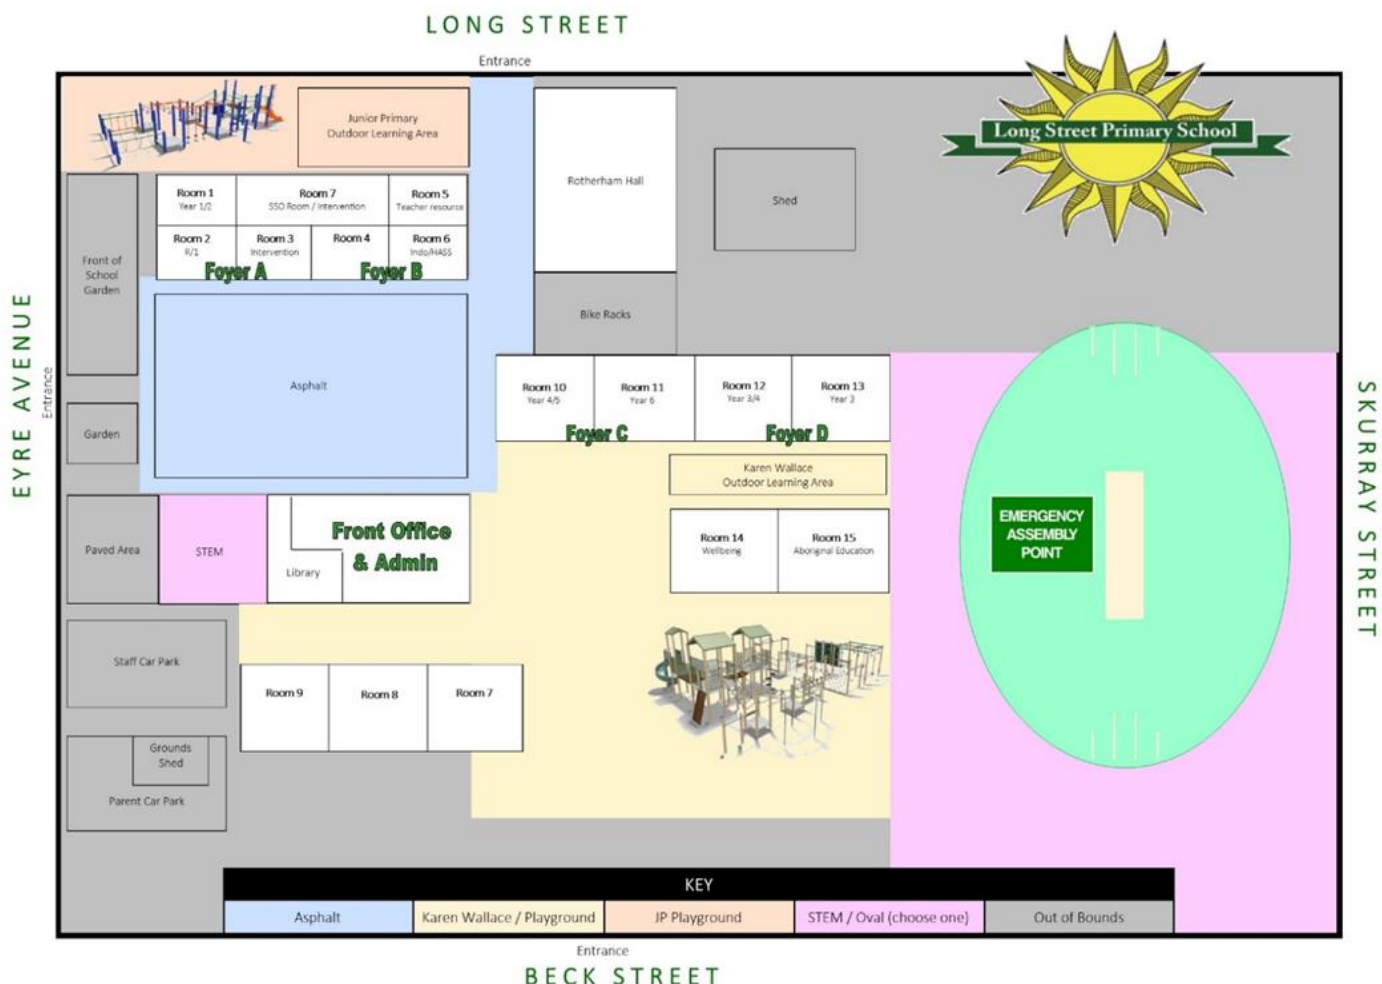 LONG STREET
Entrance
Long Street Primary School
Junior Primary
Outdoor Learning Area
Rotherham Hall
Shed
Room 1
Year 1/2
Room 7
SSO Room / Intervention
Room 5
Teacher resource
Room 2
R/1
Room 3
Intervention
Room 4
Room 6
Indo/HASS
Foyer A
Foyer B
Front of
School
Garden
Bike Racks
EYRE AVENUE
Entrance
Asphalt
Garden
Room 10
Year 4/5
Room 11
Year 6
Room 12
Year 3/4
Room 13
Year 3
Foyer C
Foyer D
SKURRAY STREET
Karen Wallace
Outdoor Learning Area
Paved Area
STEM
Library
Front Office
& Admin
Room 14
Wellbeing
Room 15
Aboriginal Education
EMERGENCY
ASSEMBLY
POINT
Staff Car Park
Room 9
Room 8
Room 7
Grounds
Shed
Parent Car Park
KEY
Asphalt
Karen Wallace / Playground
JP Playground
STEM / Oval (choose one)
Out of Bounds
Entrance
BECK STREET